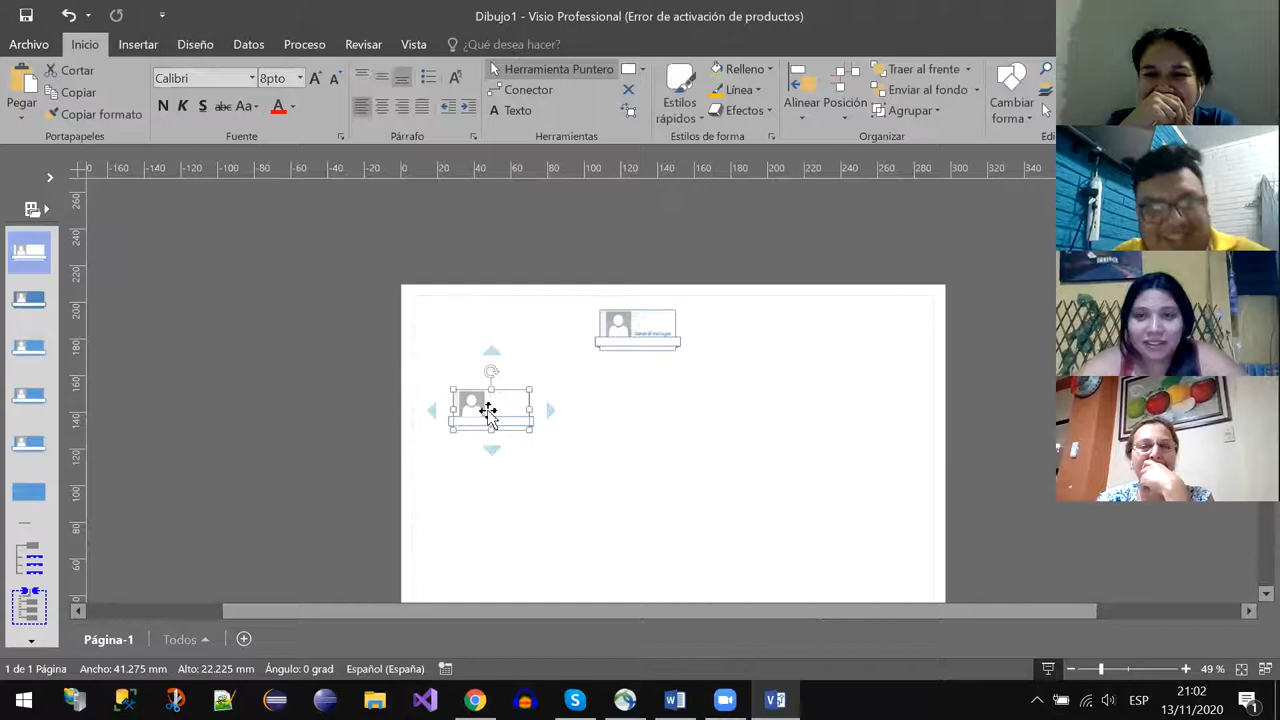 Dibujo1 - Visio Professional (Error de activación de productos)
Archivo Inicio Insertar Diseño Datos Proceso Revisar Vista ¿Qué desea hacer?
Pegar Cortar Copiar Copiar formato
Portapapeles
Calibri 8pto
N K S abc Aa A
Fuente
Párrafo
Herramienta Puntero
Conector
Texto
Herramientas
Estilos rápidos
Relleno
Línea
Efectos
Estilos de forma
Alinear Posición
Traer al frente
Enviar al fondo
Agrupar
Organizar
Cambiar forma
0 -160 -140 -120 -100 -80 -60 -40 -20 0 20 40 60 80 100 120 140 160 180 200 220 240 260 280 300 320 340
260
240
220
200
180
160
140
120
100
80
60
General manager
Página-1 Todos
1 de 1 Página Ancho: 41.275 mm Alto: 22.225 mm Ángulo: 0 grad Español (España) 49 %
ESP
21:02
13/11/2020
1